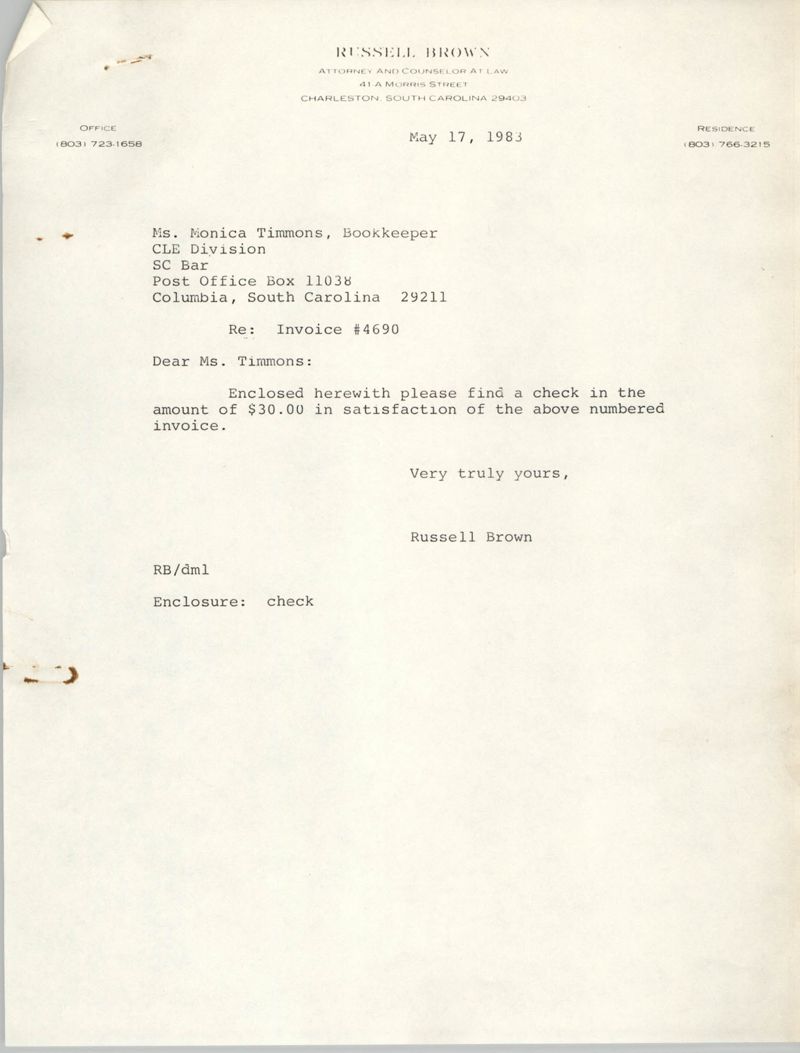 RUSSELL BROWN
ATTORNEY AND COUNSELOR AT LAW
41-A MORRIS STREET
CHARLESTON, SOUTH CAROLINA 29403
OFFICE
(803) 723-1658
May 17, 1983
RESIDENCE
(803) 766-3215
Ms. Monica Timmons, Bookkeeper
CLE Division
SC Bar
Post Office Box 11038
Columbia, South Carolina 29211
Re: Invoice #4690
Dear Ms. Timmons:
Enclosed herewith please find a check in the
amount of $30.00 in satisfaction of the above numbered
invoice.
Very truly yours,
Russell Brown
RB/dml
Enclosure: check